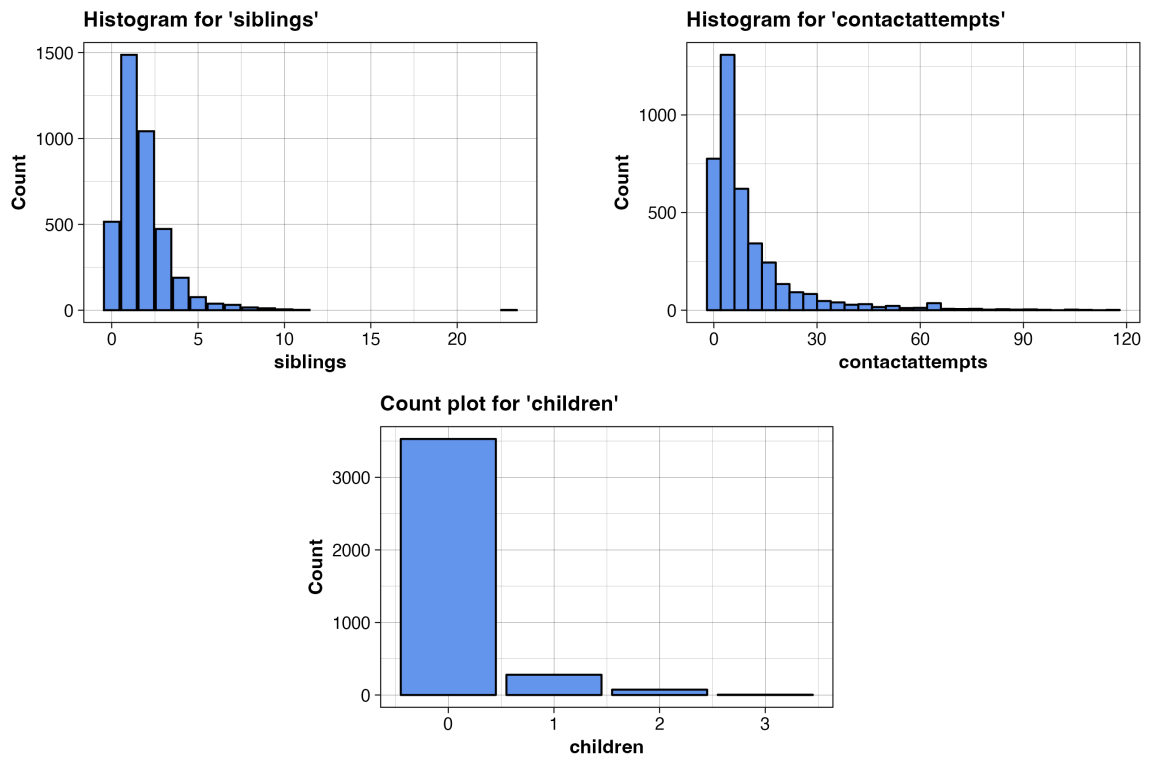 Histogram for 'siblings'
1500
1000
500
0
Count
0 5 10 15 20
siblings
Histogram for 'contactattempts'
1000
500
0
Count
0 30 60 90 120
contactattempts
Count plot for 'children'
3000
2000
1000
0
Count
0 1 2 3
children